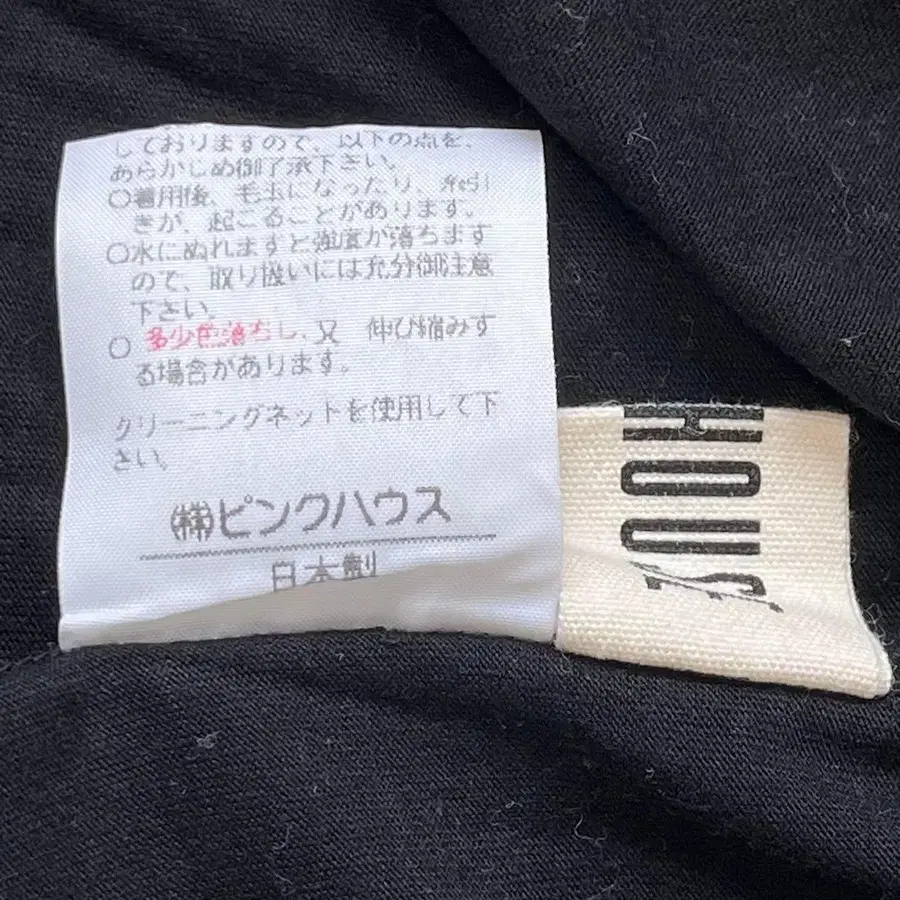 しておりますので、以下の点を、
あらかじめ御了承下さい。
○着用後、毛玉になったり、糸引
きが、起こることがあります。
○水にぬれますと強度が落ちます
ので、取り扱いには充分御注意
下さい。
○多少色落ちし、又 伸び縮みす
る場合があります。
クリーニングネットを使用して下
さい。
㈱ピンクハウス
日本製
HOUSE